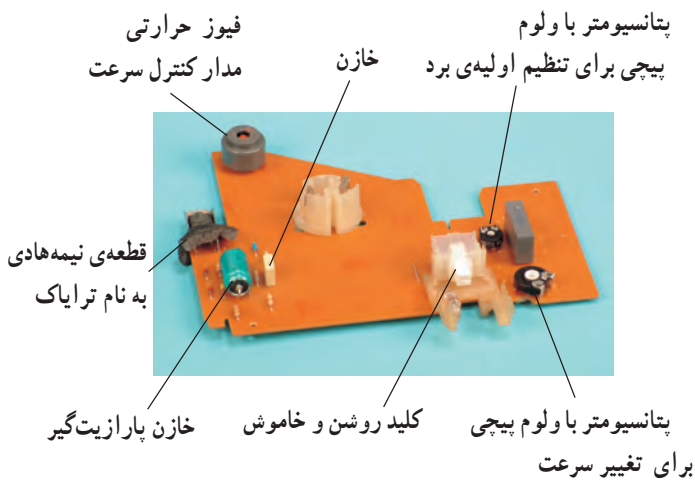 پتانسیومتر با ولوم
پیچی برای تنظیم اولیه‌ی برد
خازن
فیوز حرارتی
مدار کنترل سرعت
قطعه‌ی نیمه‌هادی
به نام ترایاک
پتانسیومتر با ولوم پیچی
برای تغییر سرعت
کلید روشن و خاموش
خازن پارازیت‌گیر